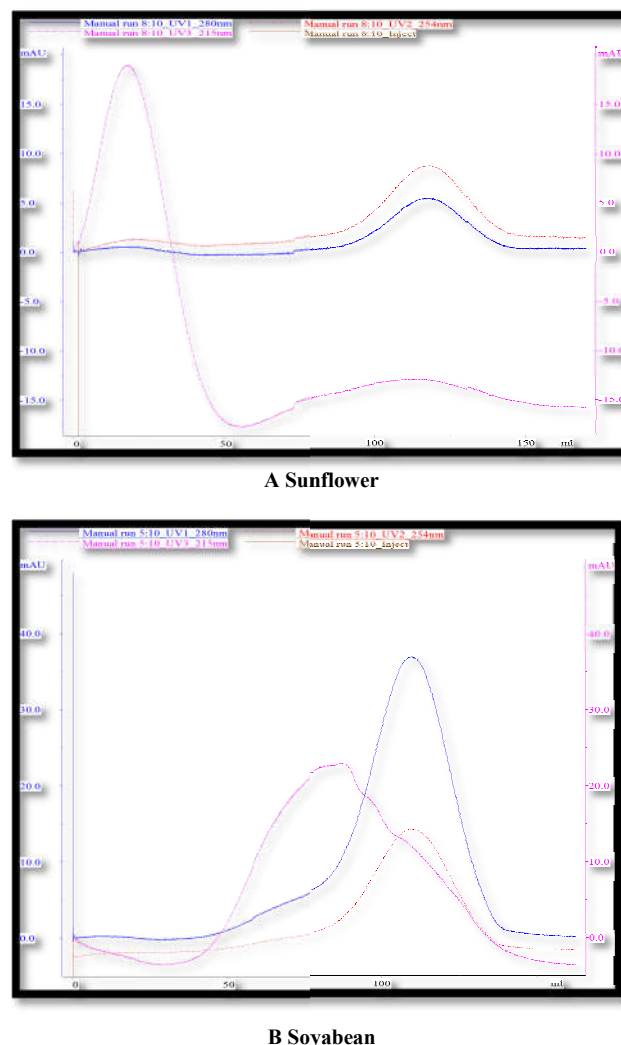 Manual run 8:10_UV1_280nm Manual run 8:10_UV2_254nm
Manual run 8:10_UV3_215nm Manual run 8:10_Inject
mAU mAU
15.0 15.0
10.0 10.0
5.0 5.0
0.0 0.0
-5.0 -5.0
-10.0 -10.0
-15.0 -15.0
0 50 100 150 ml
A Sunflower
Manual run 5:10_UV1_280nm Manual run 5:10_UV2_254nm
Manual run 5:10_UV3_215nm Manual run 5:10_Inject
mAU mAU
40.0 40.0
30.0 30.0
20.0 20.0
10.0 10.0
0.0 0.0
0 50 100 ml
B Sovabean